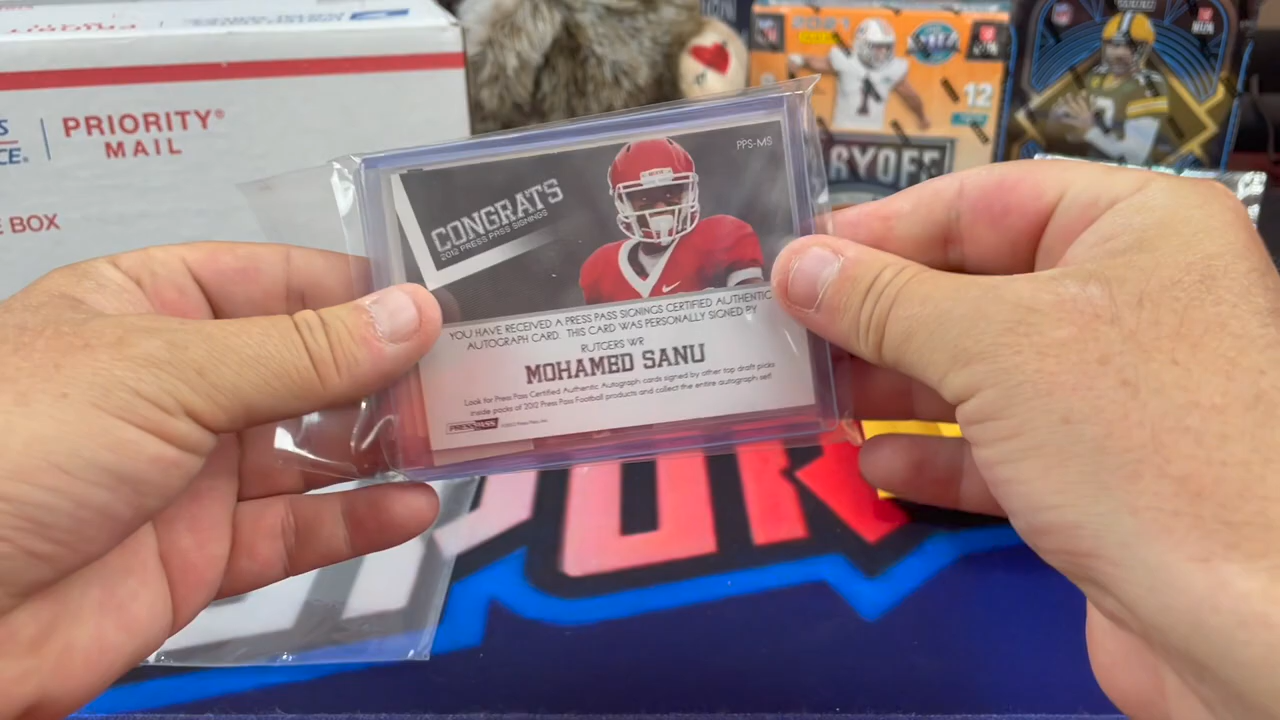 PRIORITY®
MAIL
CE®
E BOX
2021
12
AYOFF
PPS-MS
CONGRATS
2012 PRESS PASS SIGNINGS
YOU HAVE RECEIVED A PRESS PASS SIGNINGS CERTIFIED AUTHENTIC
AUTOGRAPH CARD. THIS CARD WAS PERSONALLY SIGNED BY
RUTGERS WR
MOHAMED SANU
Look for Press Pass Certified Authentic Autograph cards signed by other top draft picks
inside packs of 2012 Press Pass Football products and collect the entire autograph set!
PRESS PASS